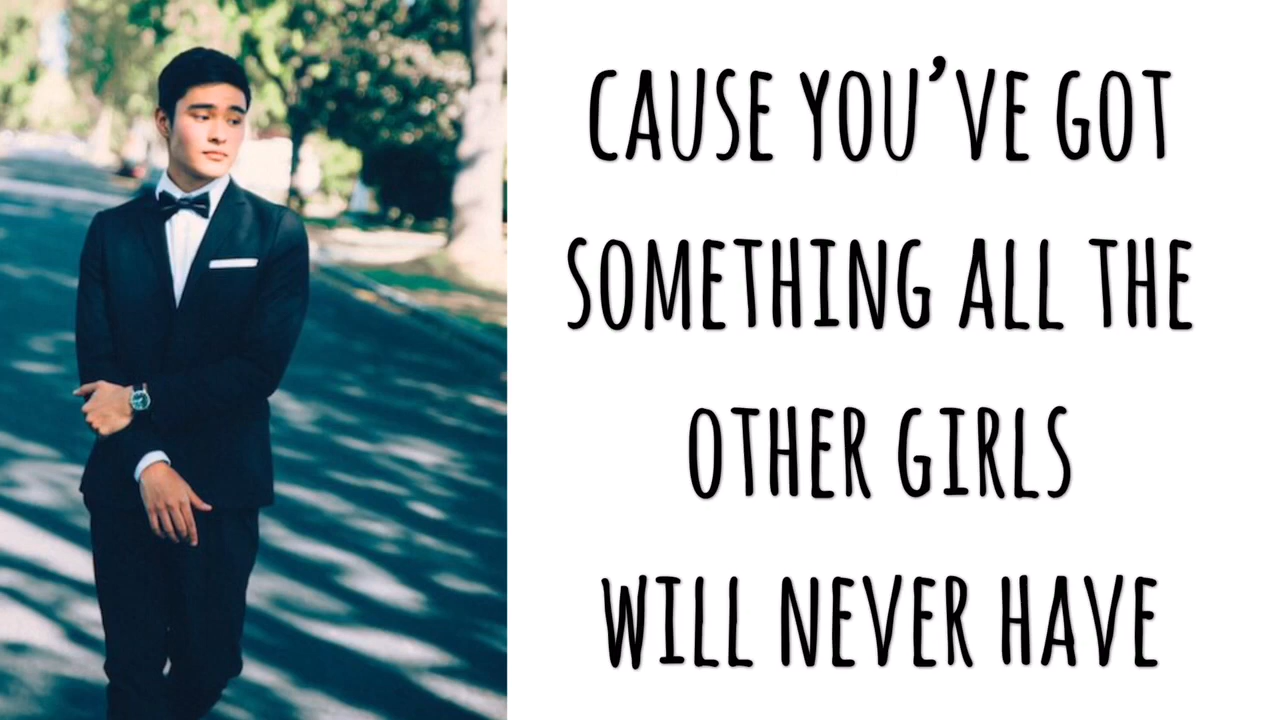 CAUSE YOU’VE GOT
SOMETHING ALL THE
OTHER GIRLS
WILL NEVER HAVE